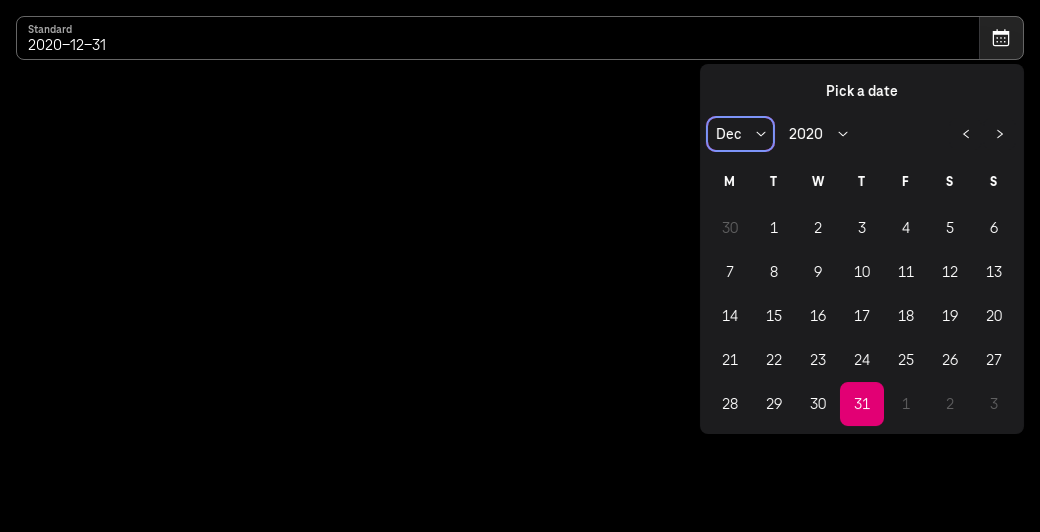 Standard
2020-12-31
Pick a date
Dec 2020
M T W T F S S
30 1 2 3 4 5 6
7 8 9 10 11 12 13
14 15 16 17 18 19 20
21 22 23 24 25 26 27
28 29 30 31 1 2 3